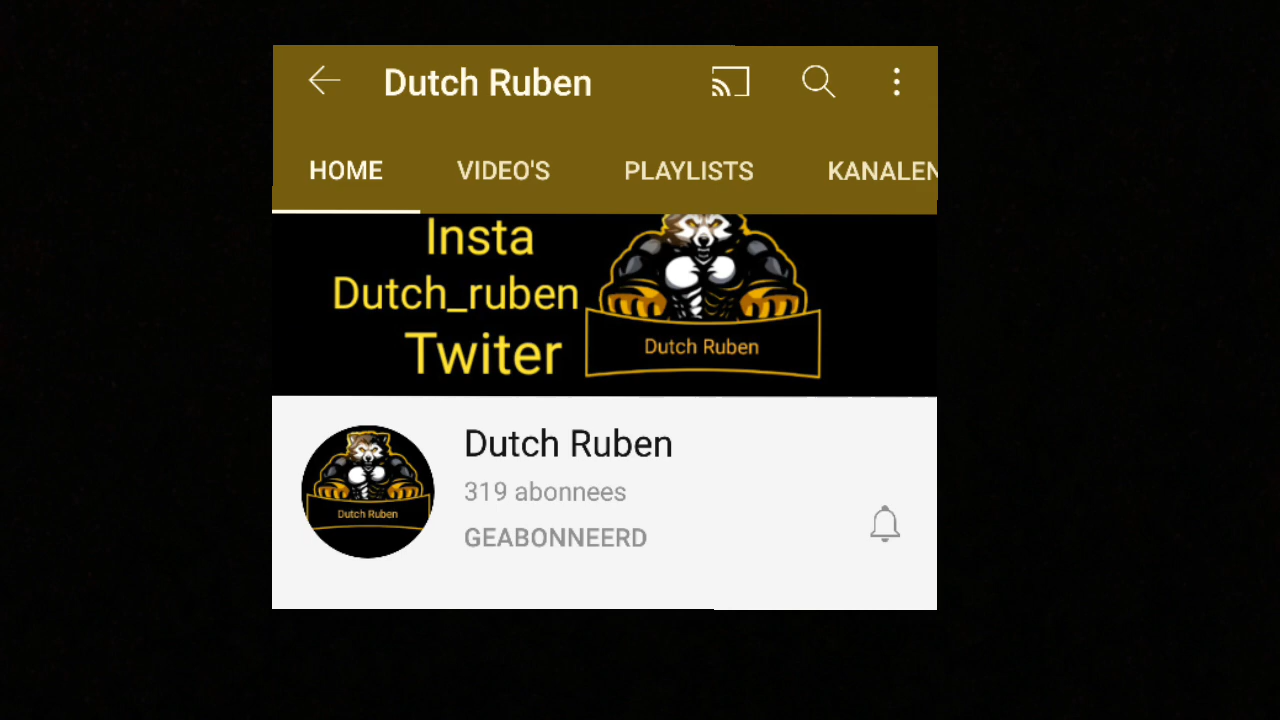 Dutch Ruben
HOME VIDEO'S PLAYLISTS KANALEN
Insta
Dutch_ruben
Twiter
Dutch Ruben
Dutch Ruben
319 abonnees
GEABONNEERD
Dutch Ruben